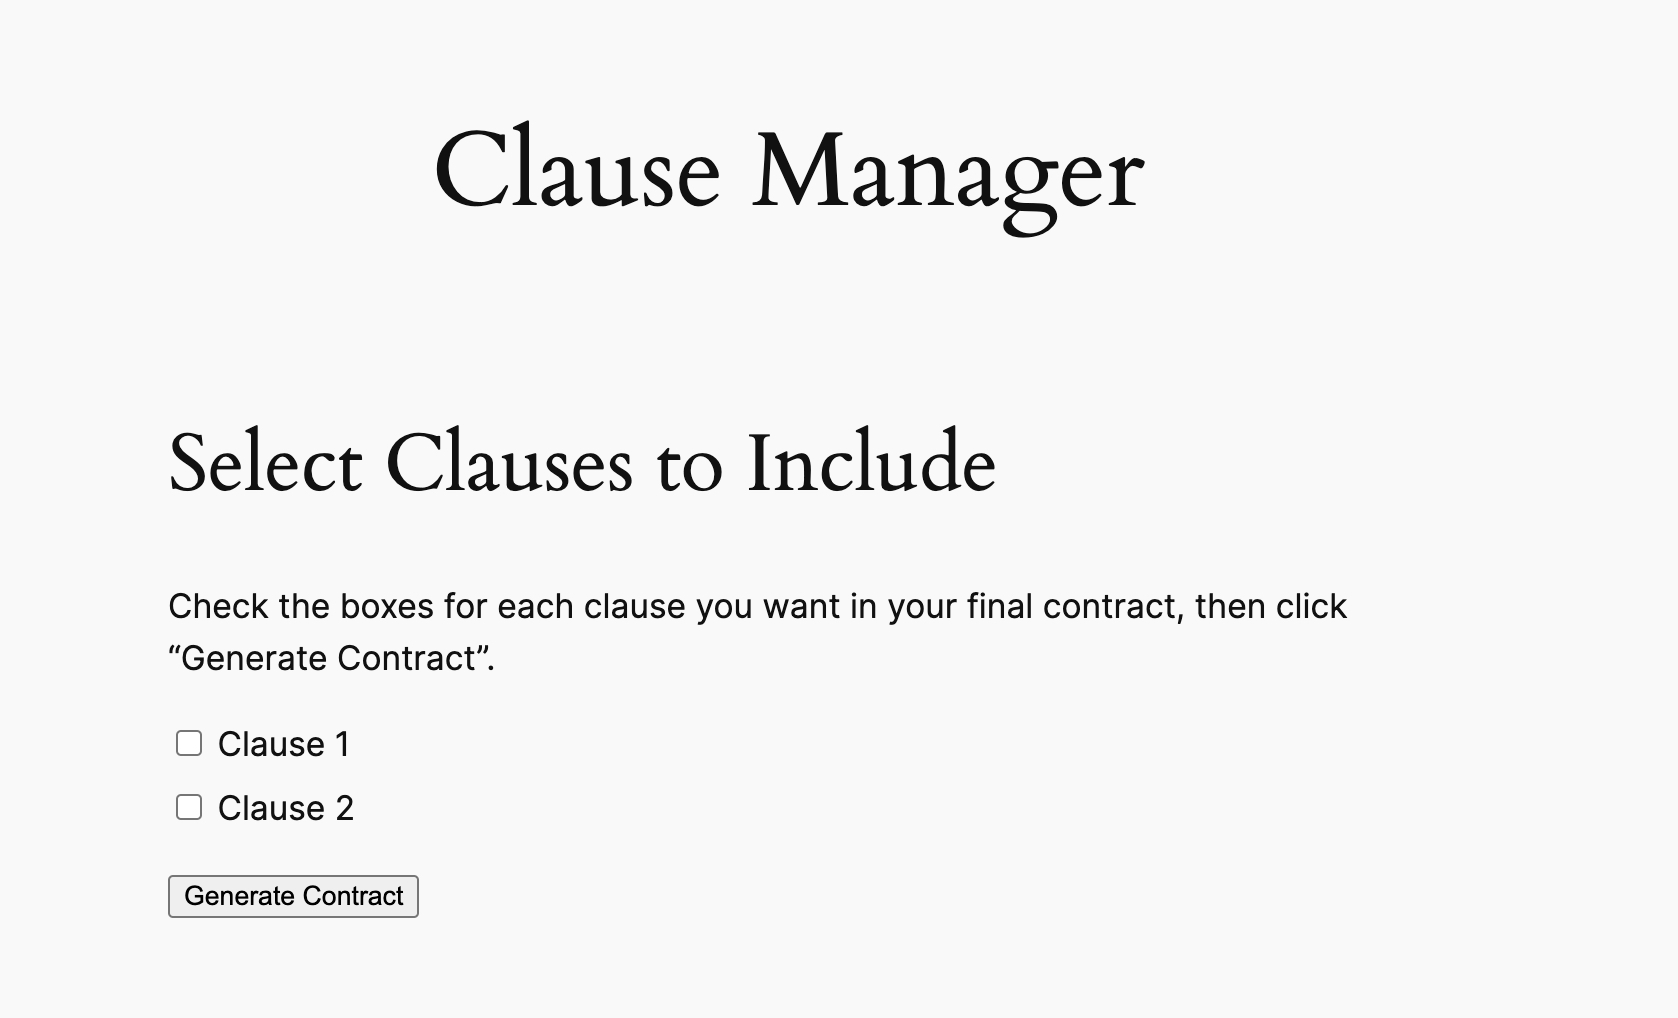 Clause Manager
Select Clauses to Include
Check the boxes for each clause you want in your final contract, then click
“Generate Contract”.
Clause 1
Clause 2
Generate Contract